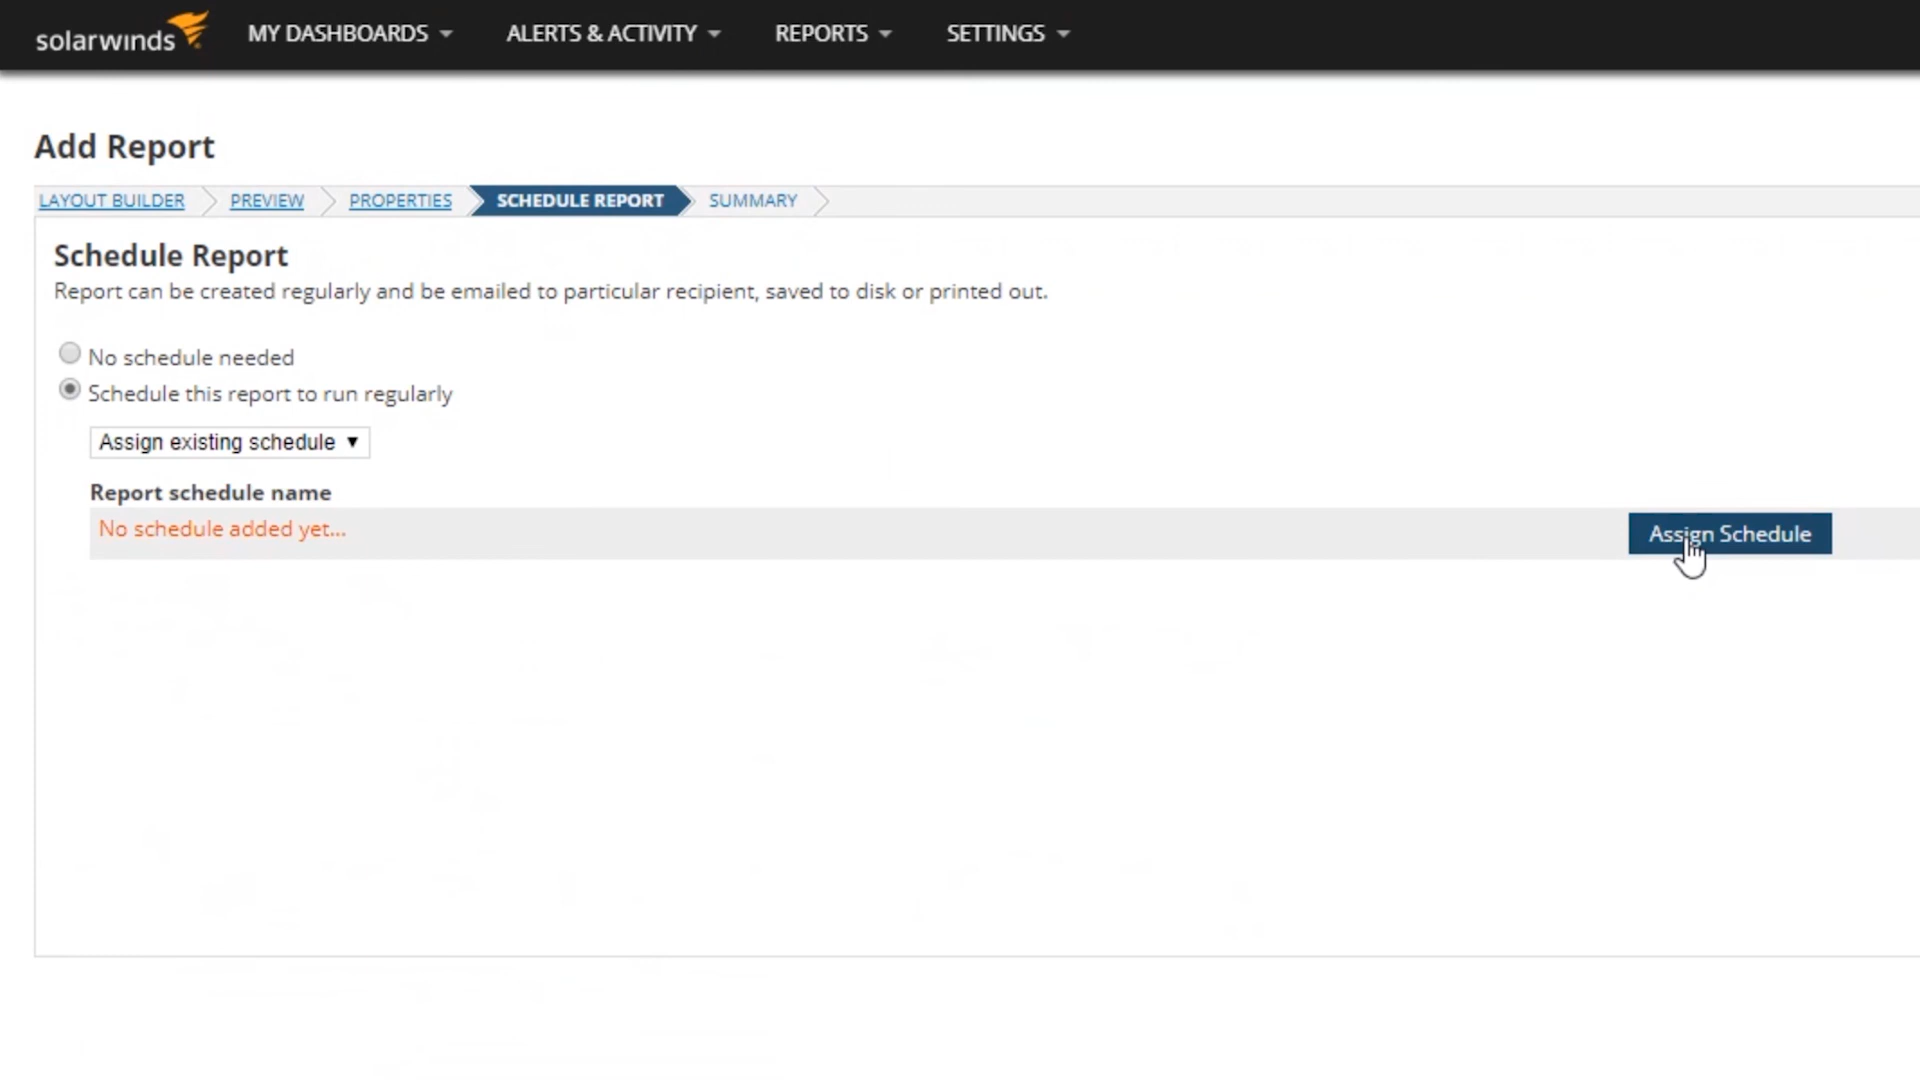 solarwinds MY DASHBOARDS ALERTS & ACTIVITY REPORTS SETTINGS
Add Report
LAYOUT BUILDER PREVIEW PROPERTIES SCHEDULE REPORT SUMMARY
Schedule Report
Report can be created regularly and be emailed to particular recipient, saved to disk or printed out.
No schedule needed
Schedule this report to run regularly
Assign existing schedule
Report schedule name
No schedule added yet...
Assign Schedule